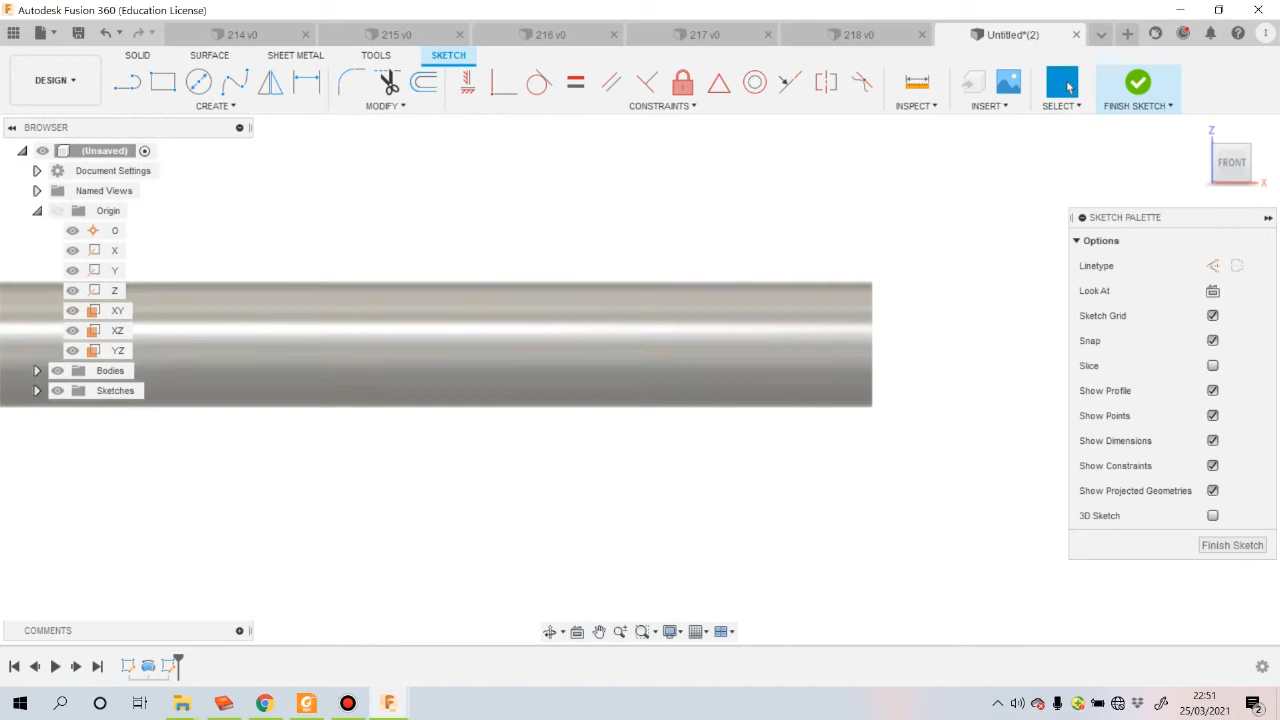 Autodesk Fusion 360 (Education License)
214 v0
215 v0
216 v0
217 v0
218 v0
Untitled*(2)
SOLID
SURFACE
SHEET METAL
TOOLS
SKETCH
DESIGN
CREATE
MODIFY
CONSTRAINTS
INSPECT
INSERT
SELECT
FINISH SKETCH
BROWSER
(Unsaved)
Document Settings
Named Views
Origin
O
X
Y
Z
XY
XZ
YZ
Bodies
Sketches
Z
FRONT
X
SKETCH PALETTE
Options
Linetype
Look At
Sketch Grid
Snap
Slice
Show Profile
Show Points
Show Dimensions
Show Constraints
Show Projected Geometries
3D Sketch
Finish Sketch
COMMENTS
22:51
25/03/2021
2